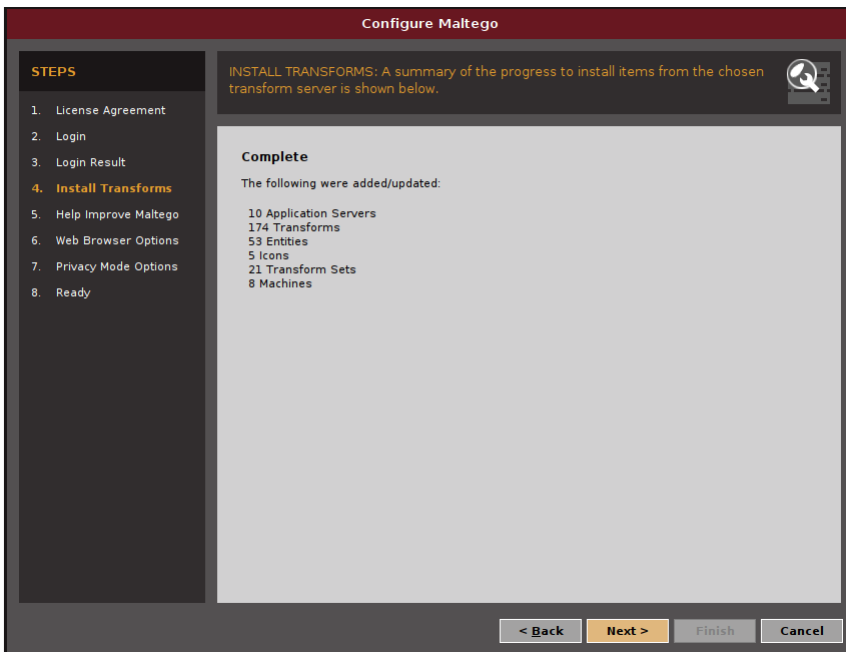 Configure Maltego
STEPS
1. License Agreement
2. Login
3. Login Result
4. Install Transforms
5. Help Improve Maltego
6. Web Browser Options
7. Privacy Mode Options
8. Ready
INSTALL TRANSFORMS: A summary of the progress to install items from the chosen
transform server is shown below.
Complete
The following were added/updated:
10 Application Servers
174 Transforms
53 Entities
5 Icons
21 Transform Sets
8 Machines
< Back Next > Finish Cancel